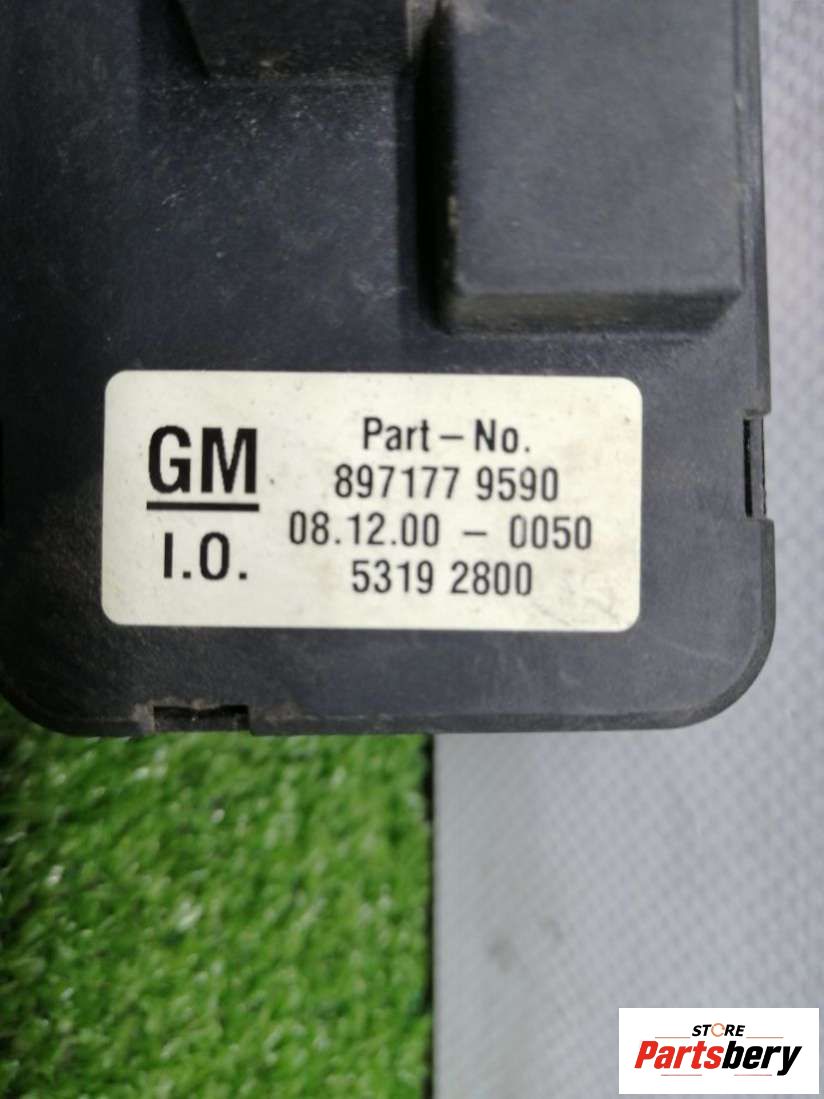 GM
I.O.
Part-No.
897177 9590
08.12.00 - 0050
5319 2800
STORE
Partsbery